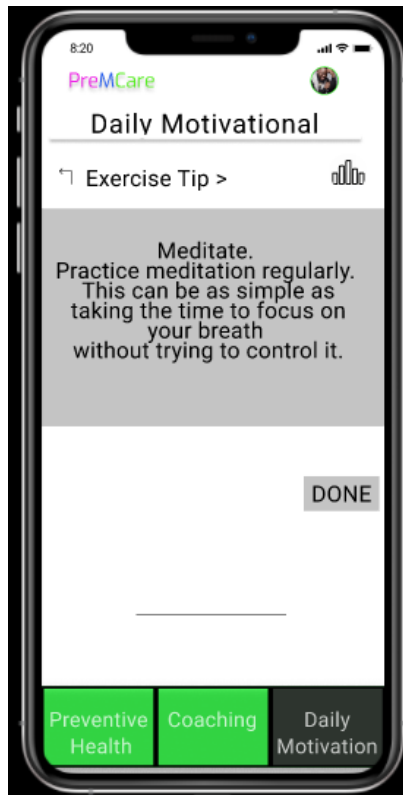 8:20
PreMCare
Daily Motivational
Exercise Tip >
Meditate.
Practice meditation regularly.
This can be as simple as
taking the time to focus on
your breath
without trying to control it.
DONE
Preventive
Health
Coaching
Daily
Motivation